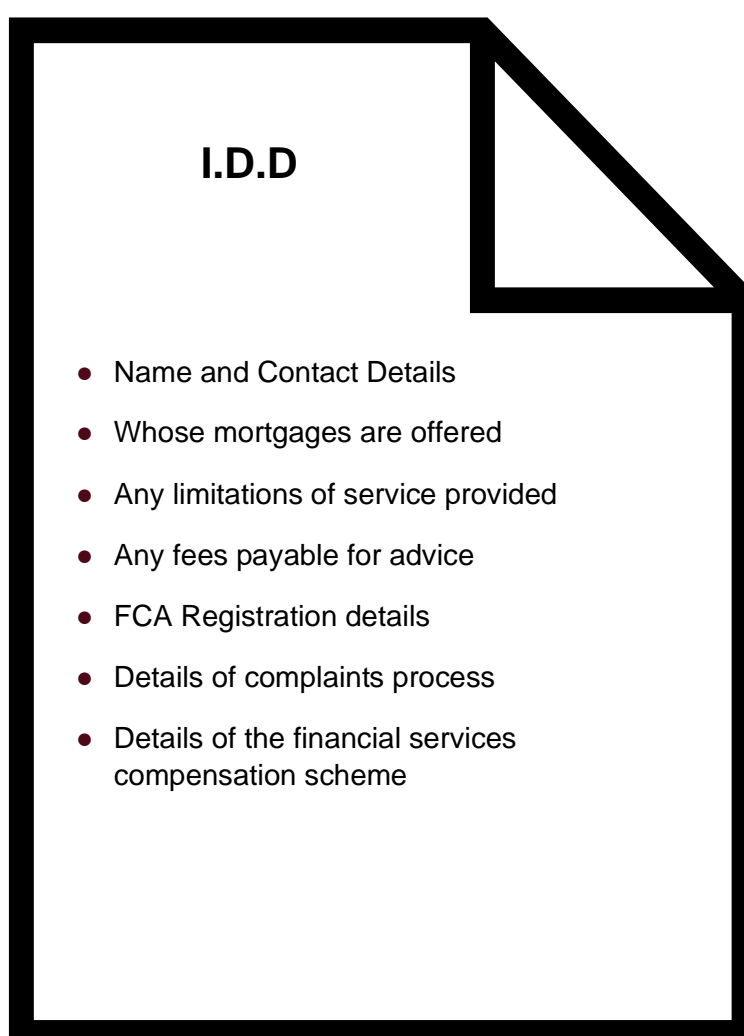 I.D.D
● Name and Contact Details
● Whose mortgages are offered
● Any limitations of service provided
● Any fees payable for advice
● FCA Registration details
● Details of complaints process
● Details of the financial services
compensation scheme